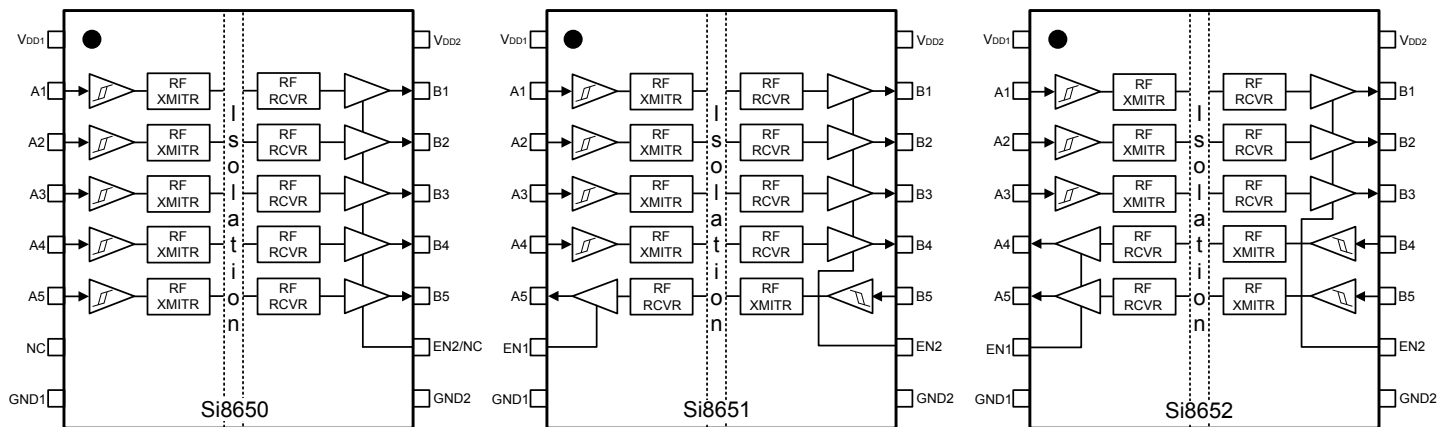 VDD1
VDD2
A1
RF
XMITR
RF
RCVR
B1
A2
RF
XMITR
RF
RCVR
B2
A3
RF
XMITR
RF
RCVR
B3
A4
RF
XMITR
RF
RCVR
B4
A5
RF
XMITR
RF
RCVR
B5
Isolation
NC
EN2/NC
GND1
GND2
Si8650
VDD1
VDD2
A1
RF
XMITR
RF
RCVR
B1
A2
RF
XMITR
RF
RCVR
B2
A3
RF
XMITR
RF
RCVR
B3
A4
RF
XMITR
RF
RCVR
B4
A5
RF
RCVR
RF
XMITR
B5
Isolation
EN1
EN2
GND1
GND2
Si8651
VDD1
VDD2
A1
RF
XMITR
RF
RCVR
B1
A2
RF
XMITR
RF
RCVR
B2
A3
RF
XMITR
RF
RCVR
B3
A4
RF
RCVR
RF
XMITR
B4
A5
RF
RCVR
RF
XMITR
B5
Isolation
EN1
EN2
GND1
GND2
Si8652